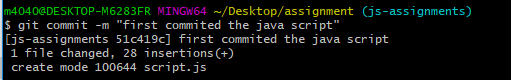 m4040@DESKTOP-M6283FR MINGW64 ~/Desktop/assignment (js-assignments)
$ git commit -m "first commited the java script"
[js-assignments 51c419c] first commited the java script
 1 file changed, 28 insertions(+)
 create mode 100644 script.js